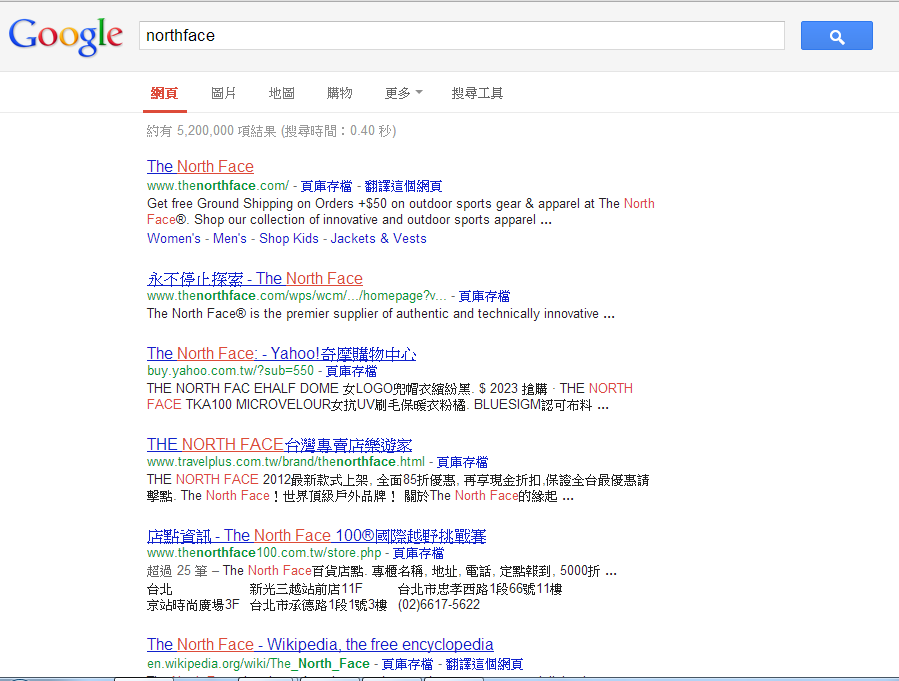 Google northface
網頁 圖片 地圖 購物 更多 搜尋工具
約有 5,200,000 項結果 (搜尋時間：0.40 秒)
The North Face
www.thenorthface.com/ - 頁庫存檔 - 翻譯這個網頁
Get free Ground Shipping on Orders +$50 on outdoor sports gear & apparel at The North
Face®. Shop our collection of innovative and outdoor sports apparel ...
Women's - Men's - Shop Kids - Jackets & Vests
永不停止探索 - The North Face
www.thenorthface.com/wps/wcm/.../homepage?v... - 頁庫存檔
The North Face® is the premier supplier of authentic and technically innovative ...
The North Face: - Yahoo!奇摩購物中心
buy.yahoo.com.tw/?sub=550 - 頁庫存檔
THE NORTH FAC EHALF DOME 女LOGO兜帽衣繽紛黑. $ 2023 搶購 · THE NORTH
FACE TKA100 MICROVELOUR女抗UV刷毛保暖衣粉橘. BLUESIGM認可布料 ...
THE NORTH FACE台灣專賣店樂遊家
www.travelplus.com.tw/brand/thenorthface.html - 頁庫存檔
THE NORTH FACE 2012最新款式上架, 全面85折優惠, 再享現金折扣,保證全台最優惠請
擊點. The North Face！世界頂級戶外品牌！ 關於The North Face的緣起 ...
店點資訊 - The North Face 100®國際越野挑戰賽
www.thenorthface100.com.tw/store.php - 頁庫存檔
超過 25 筆 – The North Face百貨店點. 專櫃名稱, 地址, 電話, 定點報到, 5000折 ...
台北 新光三越站前店11F 台北市忠孝西路1段66號11樓
京站時尚廣場3F 台北市承德路1段1號3樓 (02)6617-5622
The North Face - Wikipedia, the free encyclopedia
en.wikipedia.org/wiki/The_North_Face - 頁庫存檔 - 翻譯這個網頁